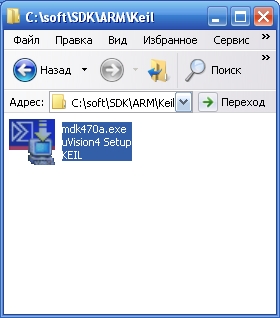 C:\soft\SDK\ARM\Keil
Файл Правка Вид Избранное Сервис »
Назад Поиск
Адрес: C:\soft\SDK\ARM\Keil Переход
mdk470a.exe
uVision4 Setup
KEIL